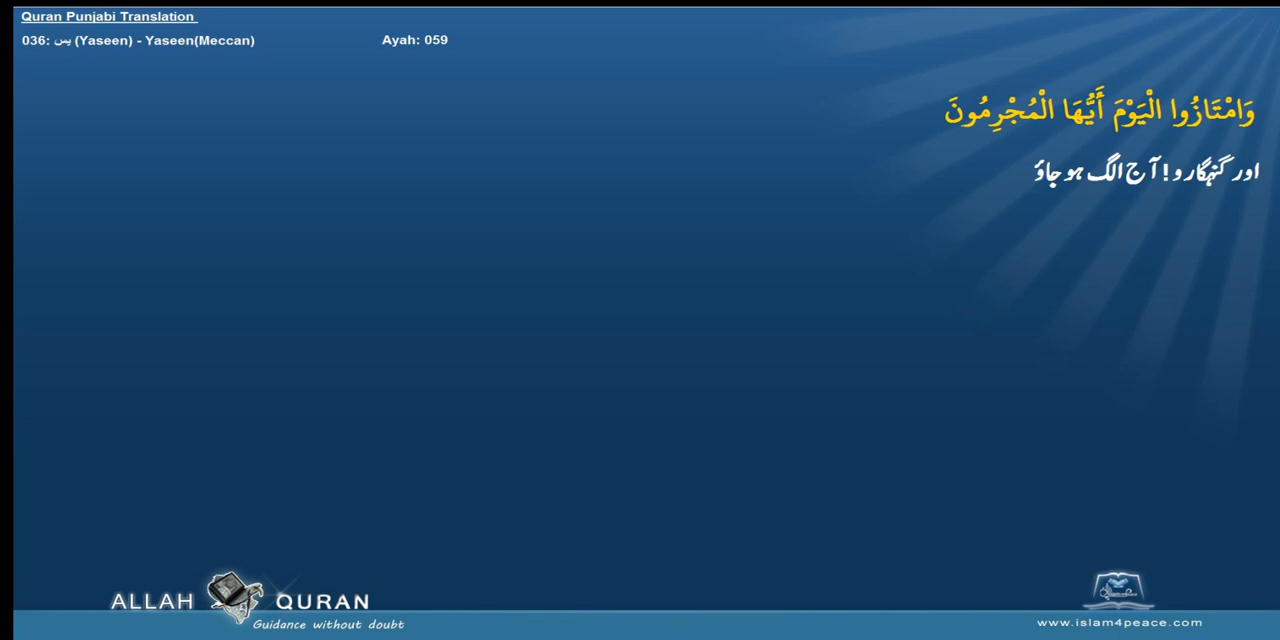 Quran Punjabi Translation
036: يس (Yaseen) - Yaseen(Meccan) Ayah: 059
وَامْتَازُوا الْيَوْمَ أَيُّهَا الْمُجْرِمُونَ
اور گنہگارو! آج الگ ہو جاؤ
ALLAH QURAN
Guidance without doubt
www.islam4peace.com